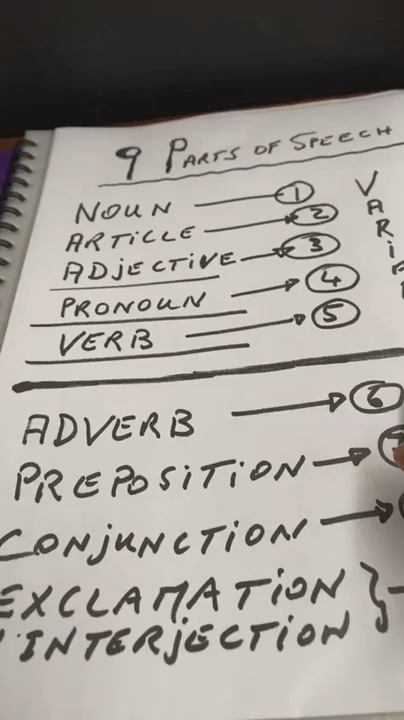 9 PARTS OF SPEECH
NOUN 1
ARTICLE 2
ADJECTIVE 3
PRONOUN 4
VERB 5
ADVERB 6
PREPOSITION 7
CONJUNCTION
EXCLAMATION
INTERJECTION
V
A
R
i